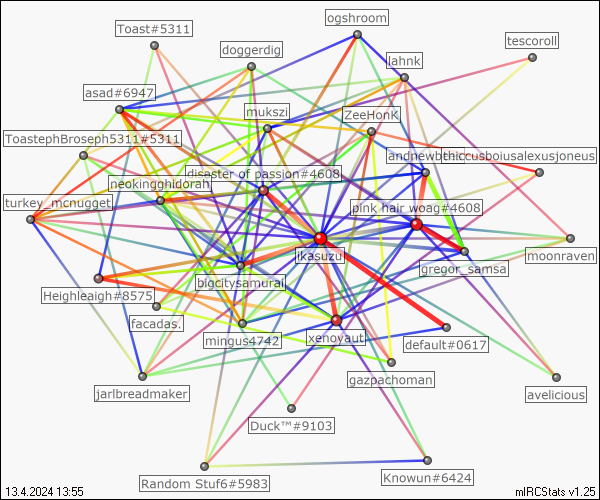 ogshroom
Toast#5311
tescoroll
doggerdig
lahnk
asad#6947
mukszi
ZeeHonK
ToastephBroseph5311#5311
disaster of passion#4608
neokingghidorah
turkey_mcnugget
pink hair woag#4608
ikasuzu
moonraven
gregor_samsa
bigcitysamurai
Heighleaigh#8575
facadas.
mingus4742
xenoyaut
default#0617
gazpachoman
jarlbreadmaker
avelicious
Duck™#9103
Random Stuf6#5983
Knowun#6424
13.4.2024 13:55
mIRCStats v1.25